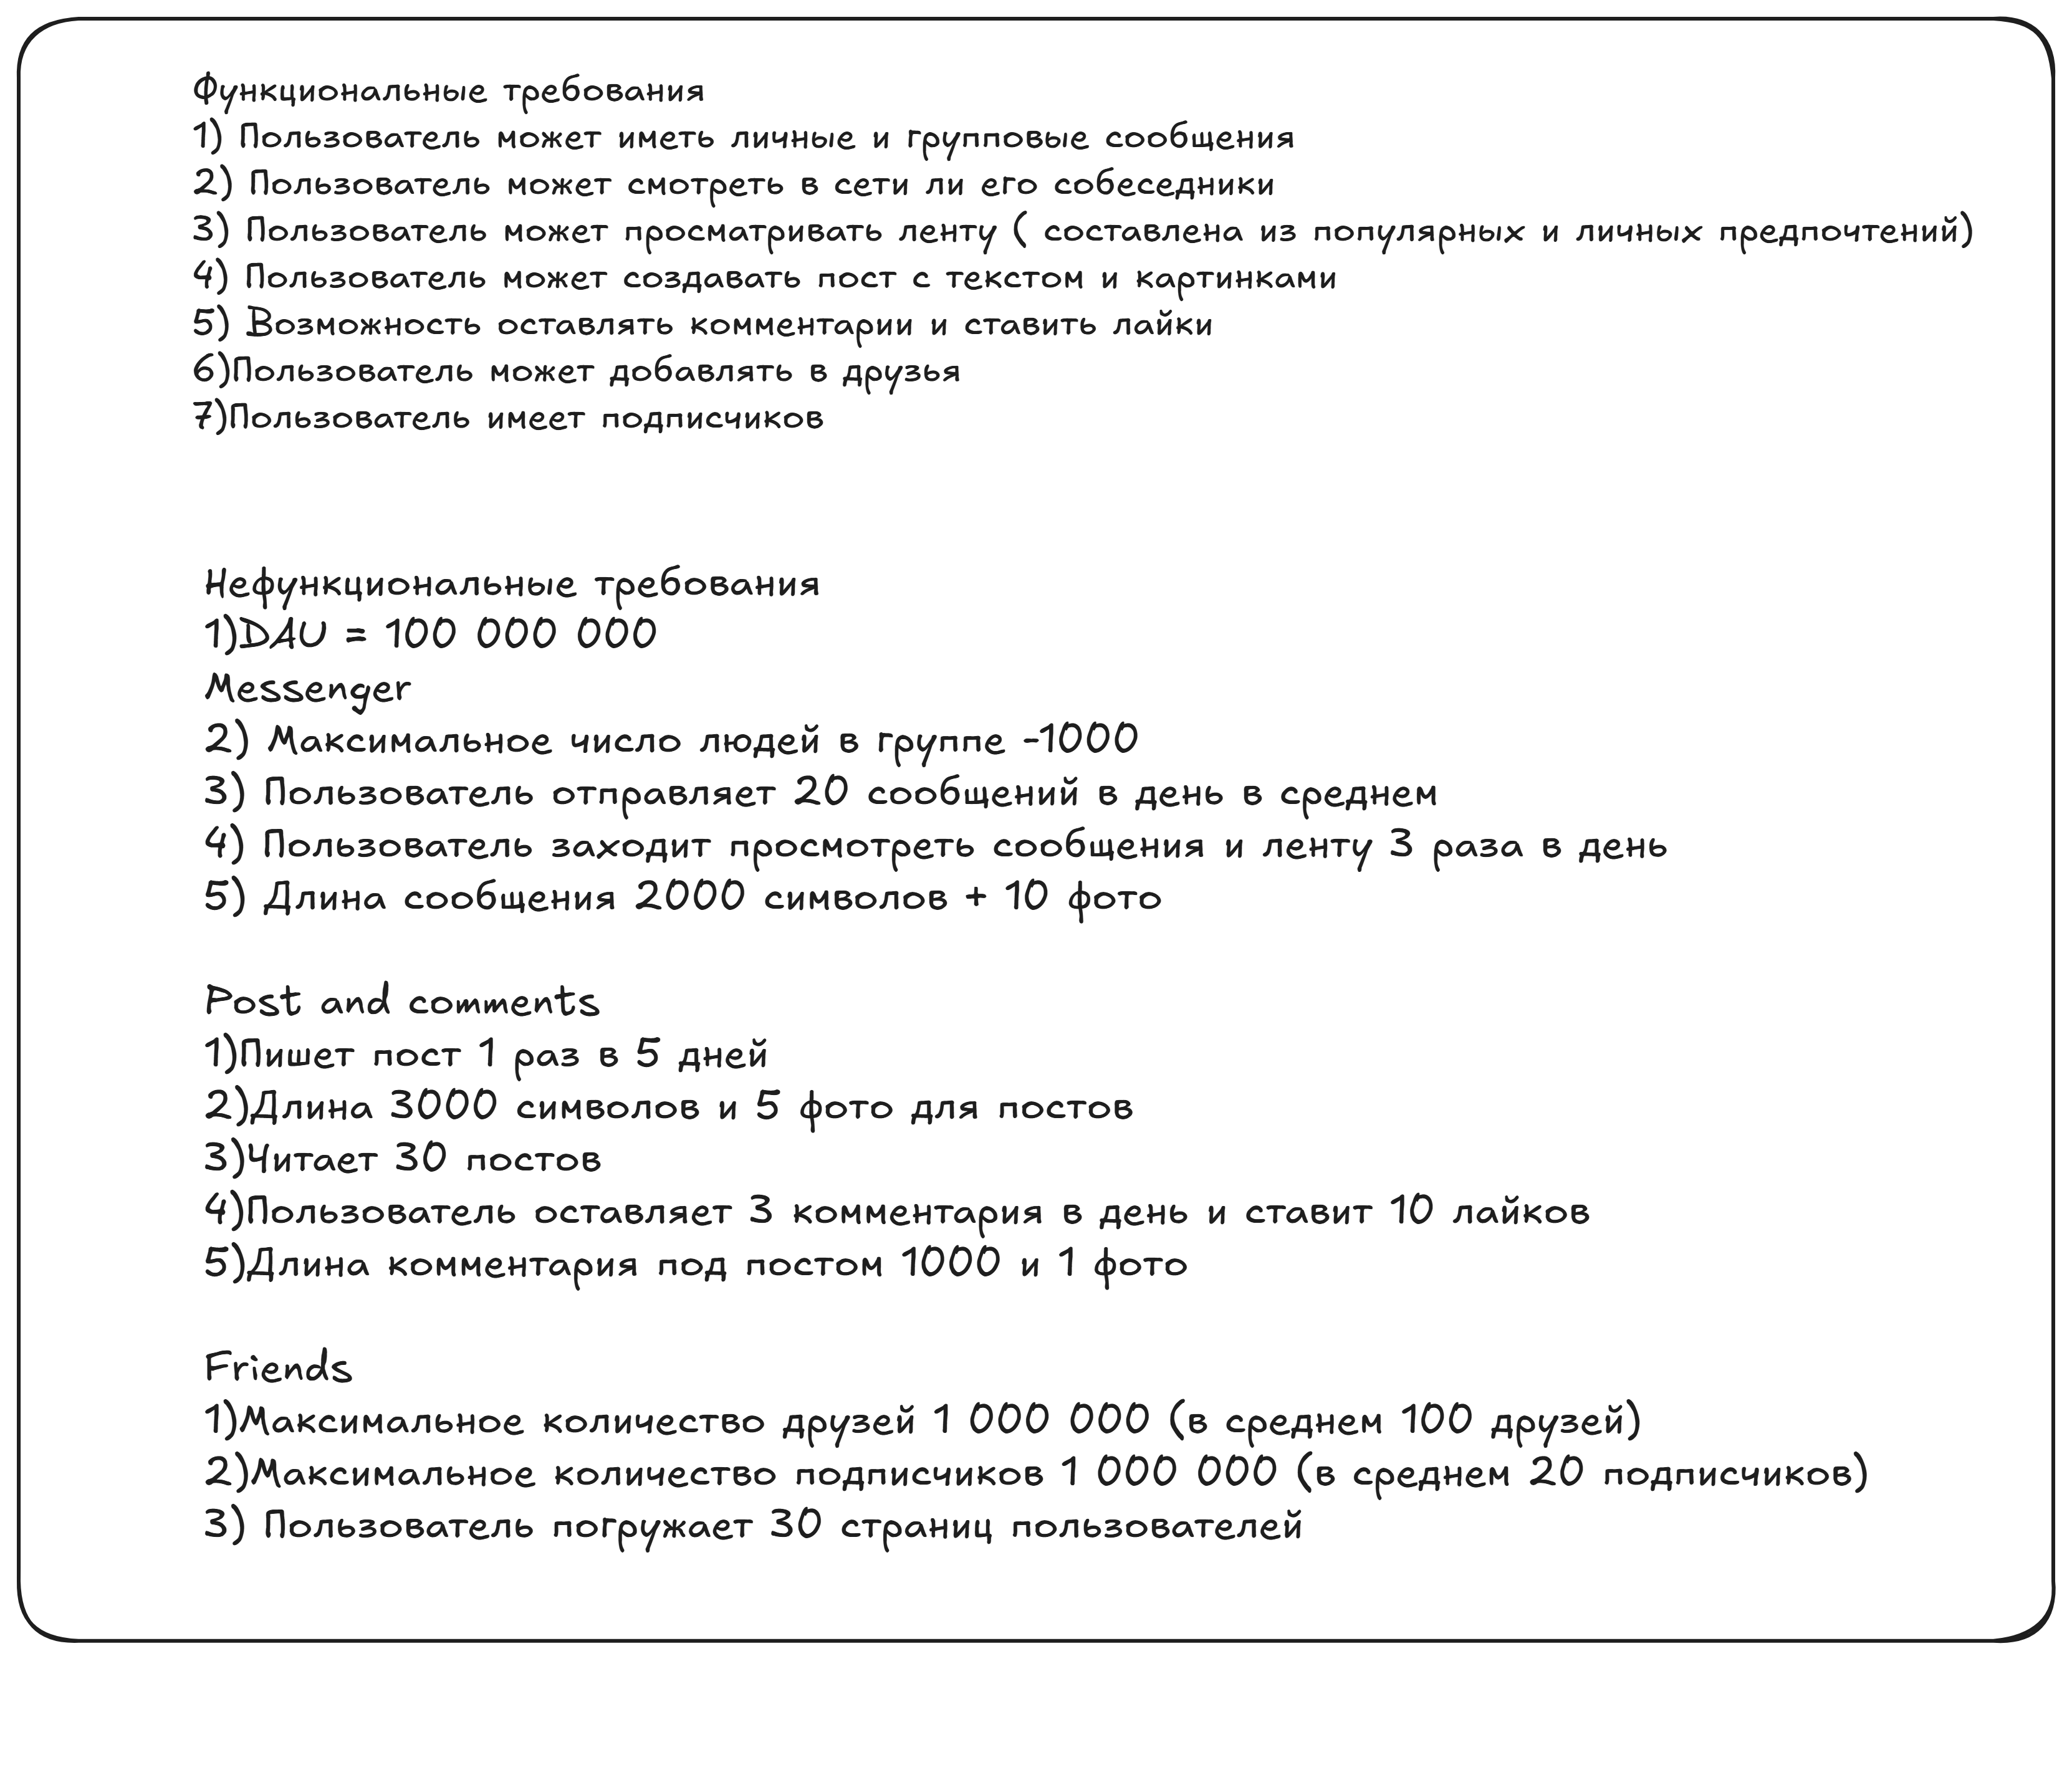 Функциональные требования
1) Пользователь может иметь личные и групповые сообщения
2) Пользователь может смотреть в сети ли его собеседники
3) Пользователь может просматривать ленту ( составлена из популярных и личных предпочтений)
4) Пользователь может создавать пост с текстом и картинками
5) Возможность оставлять комментарии и ставить лайки
6)Пользователь может добавлять в друзья
7)Пользователь имеет подписчиков
Нефункциональные требования
1)DAU = 100 000 000
Messenger
2) Максимальное число людей в группе -1000
3) Пользователь отправляет 20 сообщений в день в среднем
4) Пользователь заходит просмотреть сообщения и ленту 3 раза в день
5) Длина сообщения 2000 символов + 10 фото
Post and comments
1)Пишет пост 1 раз в 5 дней
2)Длина 3000 символов и 5 фото для постов
3)Читает 30 постов
4)Пользователь оставляет 3 комментария в день и ставит 10 лайков
5)Длина комментария под постом 1000 и 1 фото
Friends
1)Максимальное количество друзей 1 000 000 (в среднем 100 друзей)
2)Максимальное количество подписчиков 1 000 000 (в среднем 20 подписчиков)
3) Пользователь погружает 30 страниц пользователей